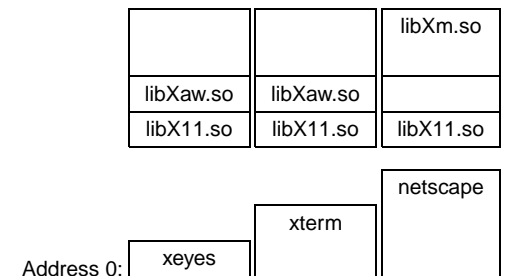 libXm.so
libXaw.so libXaw.so
libX11.so libX11.so libX11.so
netscape
xterm
Address 0: xeyes